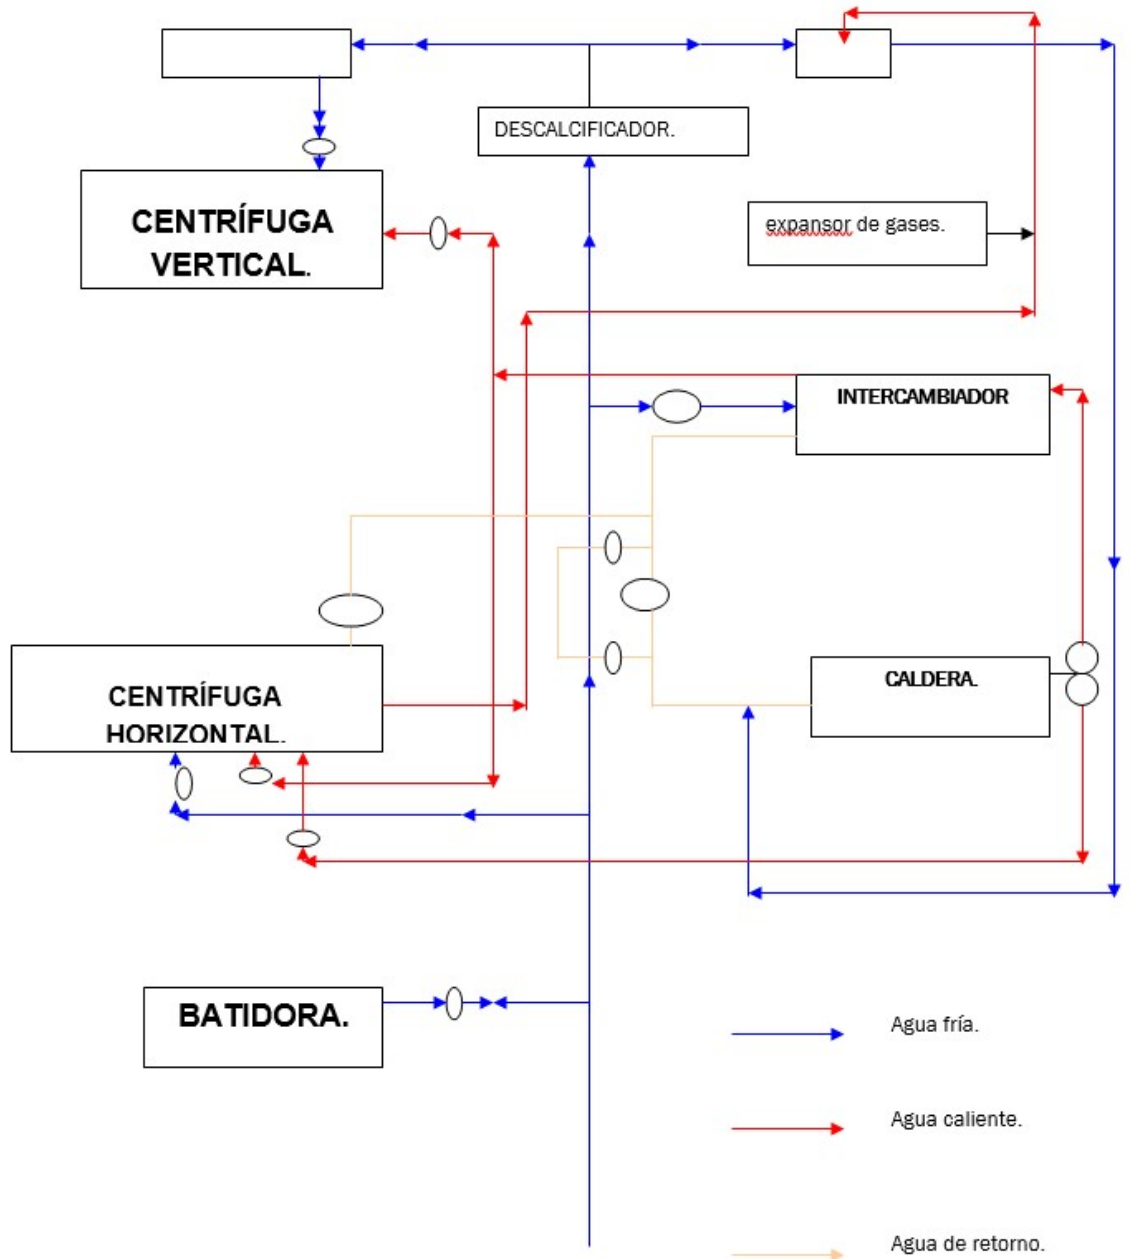 DESCALCIFICADOR.
CENTRÍFUGA
VERTICAL.
expansor de gases.
INTERCAMBIADOR
CENTRÍFUGA
HORIZONTAL.
CALDERA.
BATIDORA.
Agua fría.
Agua caliente.
Agua de retorno.